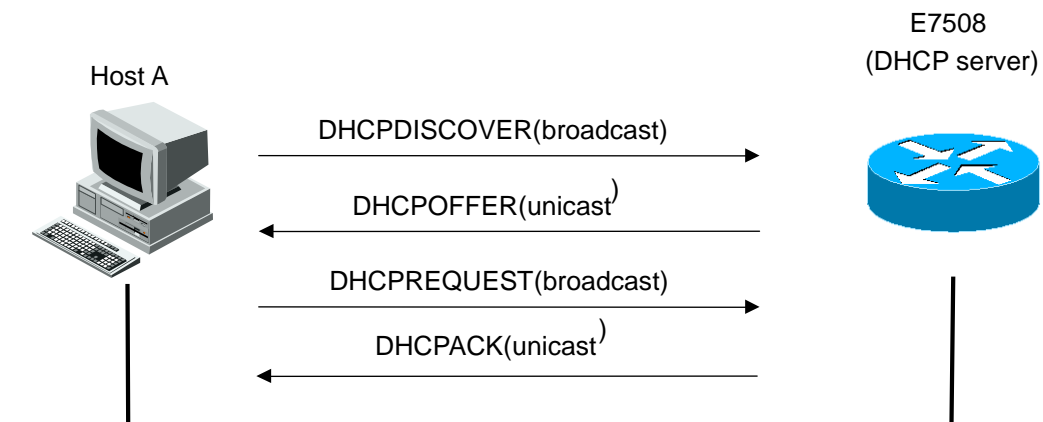 E7508
(DHCP server)
Host A
DHCPDISCOVER(broadcast)
DHCPOFFER(unicast)
DHCPREQUEST(broadcast)
DHCPACK(unicast)